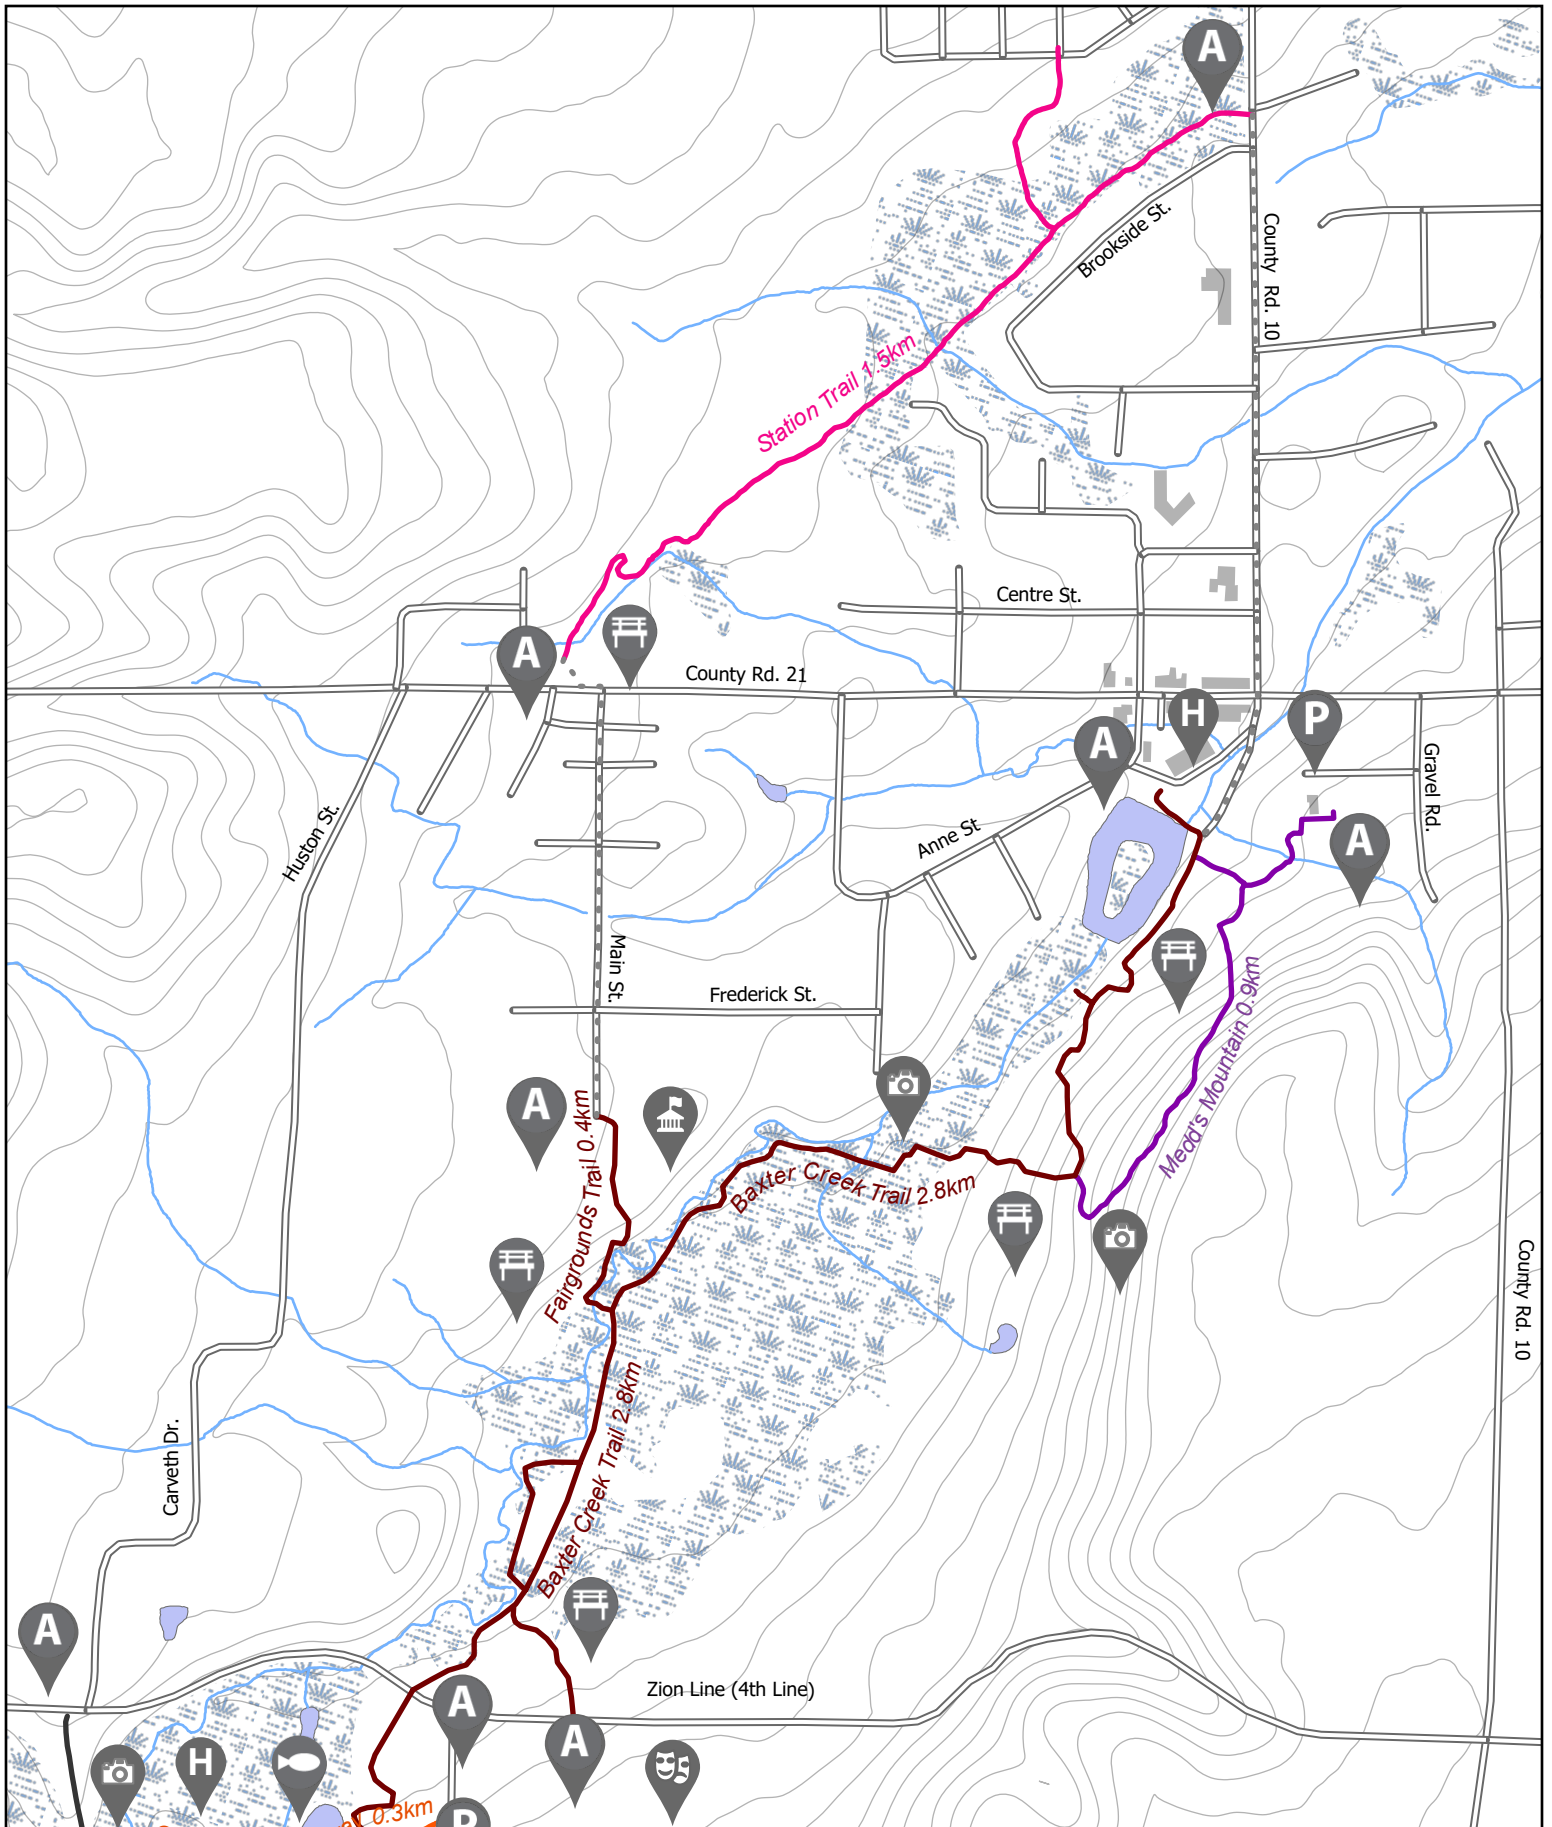 A
Brookside St.
County Rd. 10
Station Trail 1.5km
Centre St.
A
County Rd. 21
H
P
A
Gravel Rd.
A
Huston St.
Anne St
Main St.
Frederick St.
Medd's Mountain 0.9km
A
Fairgrounds Trail 0.4km
Baxter Creek Trail 2.8km
County Rd. 10
Baxter Creek Trail 2.8km
Carveth Dr.
A
Zion Line (4th Line)
A
A
H
0.3km